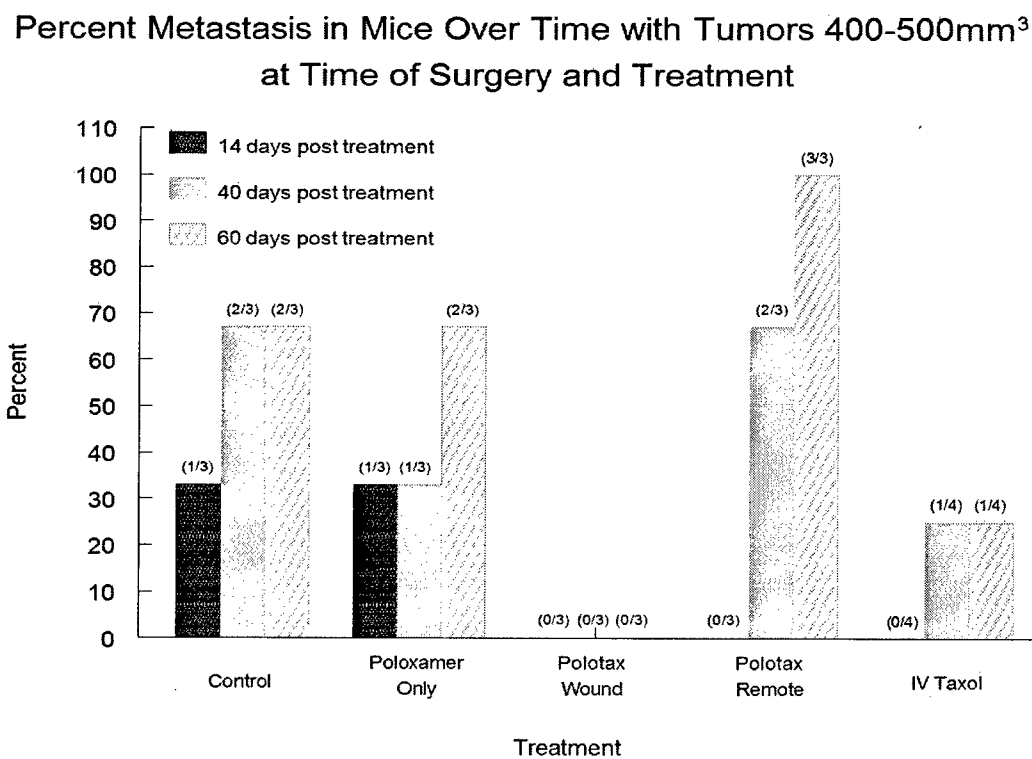 Percent Metastasis in Mice Over Time with Tumors 400-500mm³
at Time of Surgery and Treatment
110
100
90
80
70
60
50
40
30
20
10
0
Percent
14 days post treatment
40 days post treatment
60 days post treatment
(1/3)
(2/3) (2/3)
(1/3) (1/3)
(2/3)
(0/3) (0/3) (0/3)
(0/3)
(2/3)
(3/3)
(0/4)
(1/4) (1/4)
Control
Poloxamer
Only
Polotax
Wound
Polotax
Remote
IV Taxol
Treatment